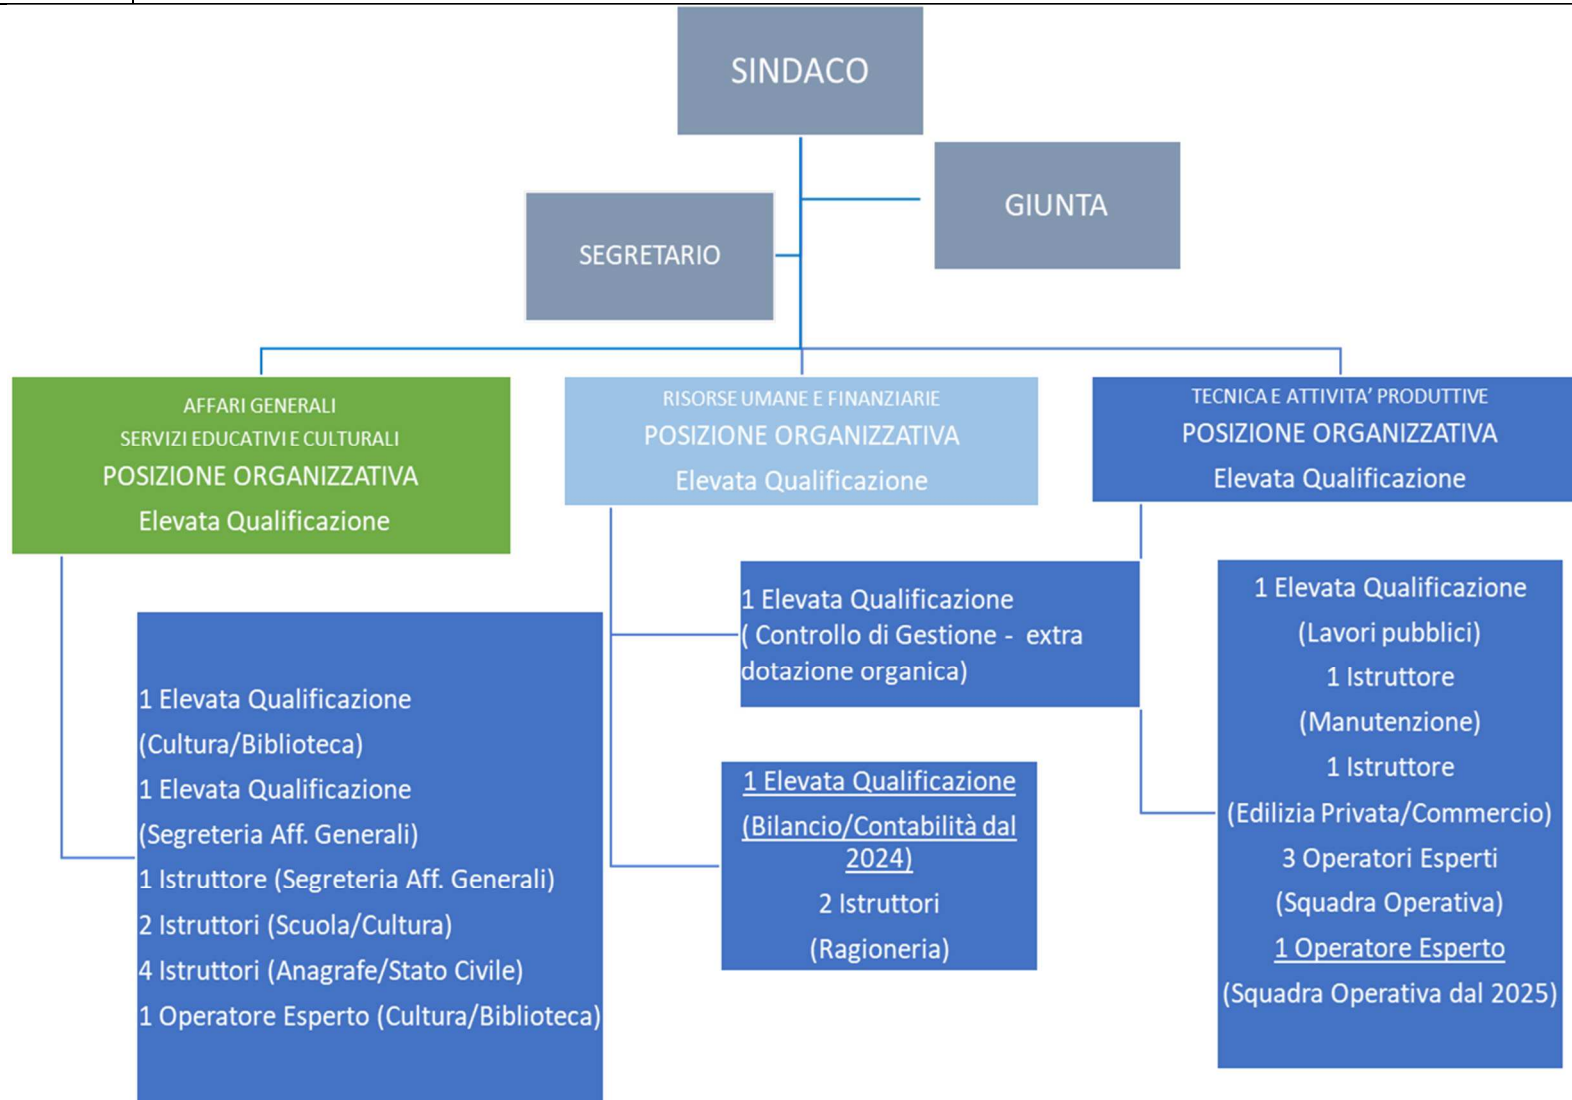 SINDACO
GIUNTA
SEGRETARIO
AFFARI GENERALI
SERVIZI EDUCATIVI E CULTURALI
POSIZIONE ORGANIZZATIVA
Elevata Qualificazione
RISORSE UMANE E FINANZIARIE
POSIZIONE ORGANIZZATIVA
Elevata Qualificazione
TECNICA E ATTIVITA’ PRODUTTIVE
POSIZIONE ORGANIZZATIVA
Elevata Qualificazione
1 Elevata Qualificazione
(Cultura/Biblioteca)
1 Elevata Qualificazione
(Segreteria Aff. Generali)
1 Istruttore (Segreteria Aff. Generali)
2 Istruttori (Scuola/Cultura)
4 Istruttori (Anagrafe/Stato Civile)
1 Operatore Esperto (Cultura/Biblioteca)
1 Elevata Qualificazione
( Controllo di Gestione - extra
dotazione organica)
1 Elevata Qualificazione
(Bilancio/Contabilità dal
2024)
2 Istruttori
(Ragioneria)
1 Elevata Qualificazione
(Lavori pubblici)
1 Istruttore
(Manutenzione)
1 Istruttore
(Edilizia Privata/Commercio)
3 Operatori Esperti
(Squadra Operativa)
1 Operatore Esperto
(Squadra Operativa dal 2025)